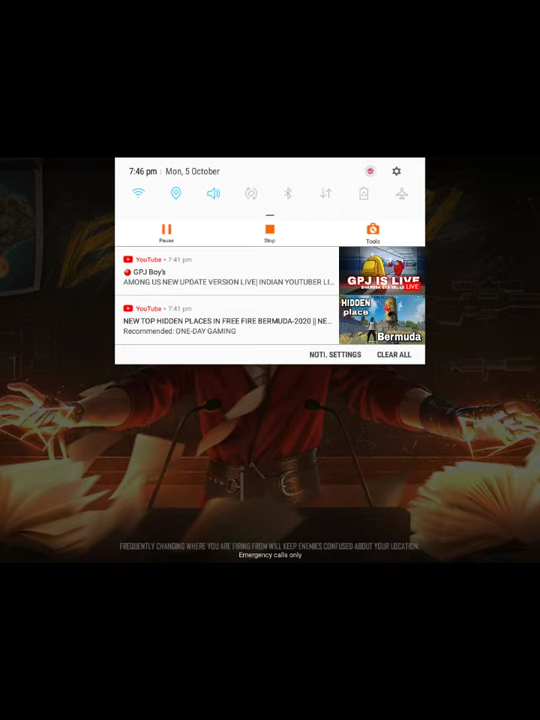 7:46 pm | Mon, 5 October
Pause
Stop
Tools
YouTube • 7:41 pm
GPJ Boy's
AMONG US NEW UPDATE VERSION LIVE| INDIAN YOUTUBER LI...
GPJ IS LIVE
LIVE
YouTube • 7:41 pm
NEW TOP HIDDEN PLACES IN FREE FIRE BERMUDA-2020 || NE...
Recommended: ONE-DAY GAMING
HIDDEN
place
Bermuda
NOTI. SETTINGS
CLEAR ALL
FREQUENTLY CHANGING WHERE YOU ARE FIRING FROM WILL KEEP ENEMIES CONFUSED ABOUT YOUR LOCATION.
Emergency calls only